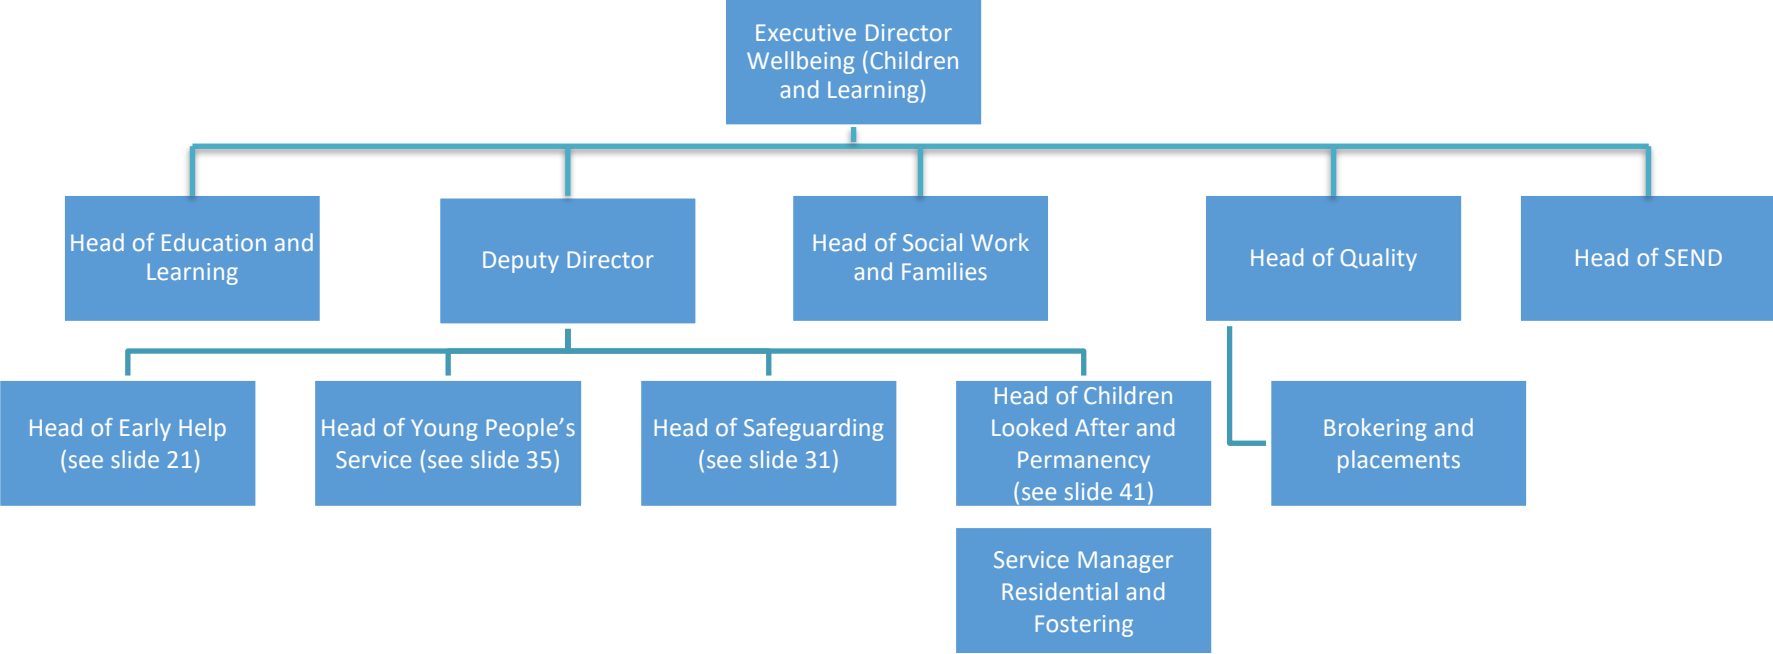 Executive Director
Wellbeing (Children
and Learning)
Head of Education and
Learning
Deputy Director
Head of Social Work
and Families
Head of Quality
Head of SEND
Head of Early Help
(see slide 21)
Head of Young People’s
Service (see slide 35)
Head of Safeguarding
(see slide 31)
Head of Children
Looked After and
Permanency
(see slide 41)
Brokering and
placements
Service Manager
Residential and
Fostering